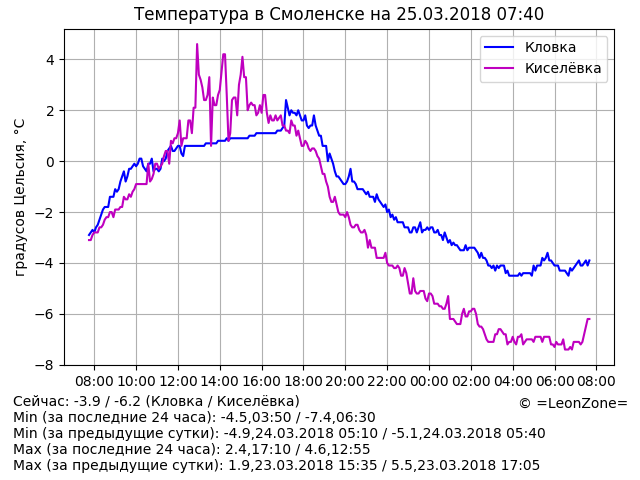 Температура в Смоленске на 25.03.2018 07:40
Кловка
Киселёвка
градусов Цельсия, °C
4
2
0
−2
−4
−6
−8
08:00 10:00 12:00 14:00 16:00 18:00 20:00 22:00 00:00 02:00 04:00 06:00 08:00
Сейчас: -3.9 / -6.2 (Кловка / Киселёвка)
© =LeonZone=
Min (за последние 24 часа): -4.5,03:50 / -7.4,06:30
Min (за предыдущие сутки): -4.9,24.03.2018 05:10 / -5.1,24.03.2018 05:40
Max (за последние 24 часа): 2.4,17:10 / 4.6,12:55
Max (за предыдущие сутки): 1.9,23.03.2018 15:35 / 5.5,23.03.2018 17:05